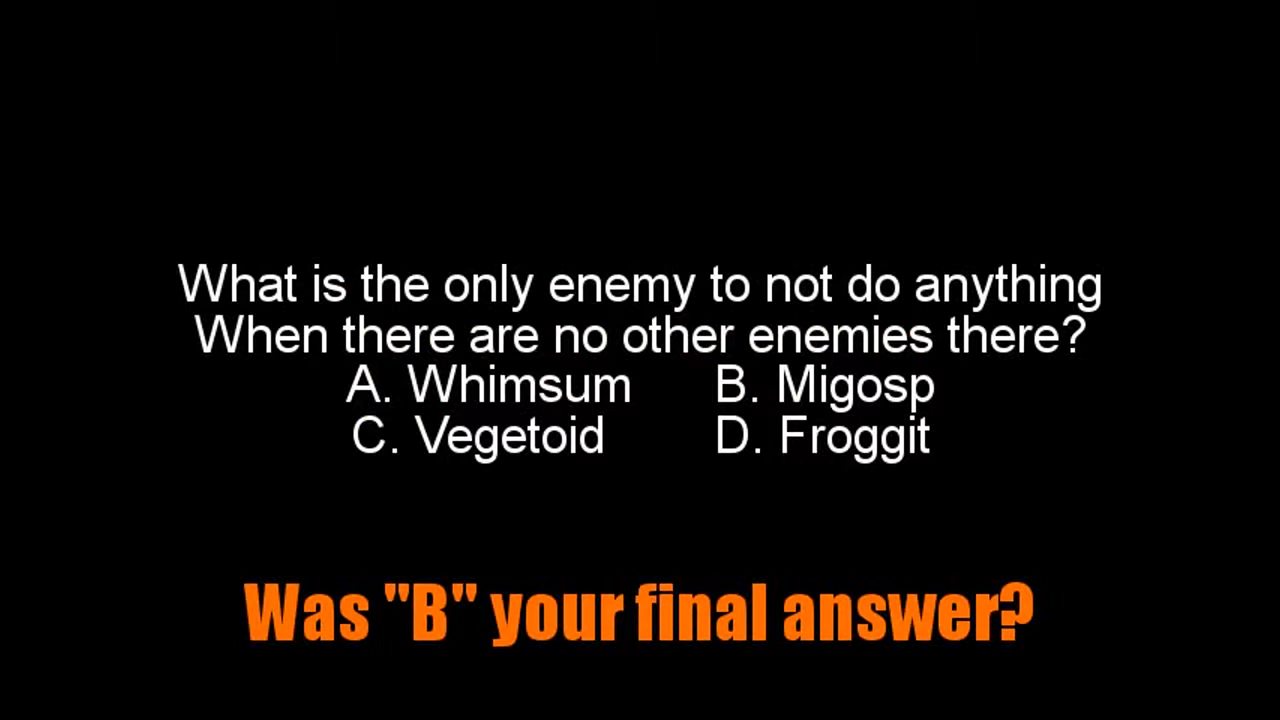 What is the only enemy to not do anything
When there are no other enemies there?
A. Whimsum B. Migosp
C. Vegetoid D. Froggit
Was "B" your final answer?